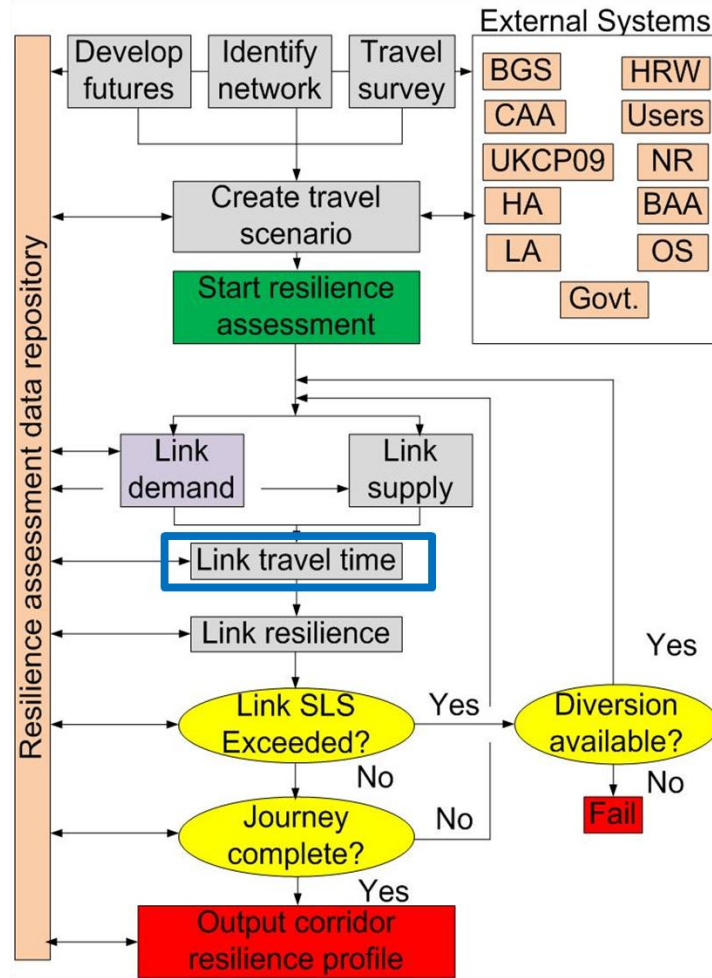 External Systems
Develop
futures
Identify
network
Travel
survey
BGS
HRW
CAA
Users
UKCP09
NR
HA
BAA
LA
OS
Govt.
Create travel
scenario
Start resilience
assessment
Resilience assessment data repository
Link
demand
Link
supply
Link travel time
Link resilience
Link SLS
Exceeded?
Yes
No
Diversion
available?
Yes
No
Fail
Journey
complete?
No
Yes
Output corridor
resilience profile